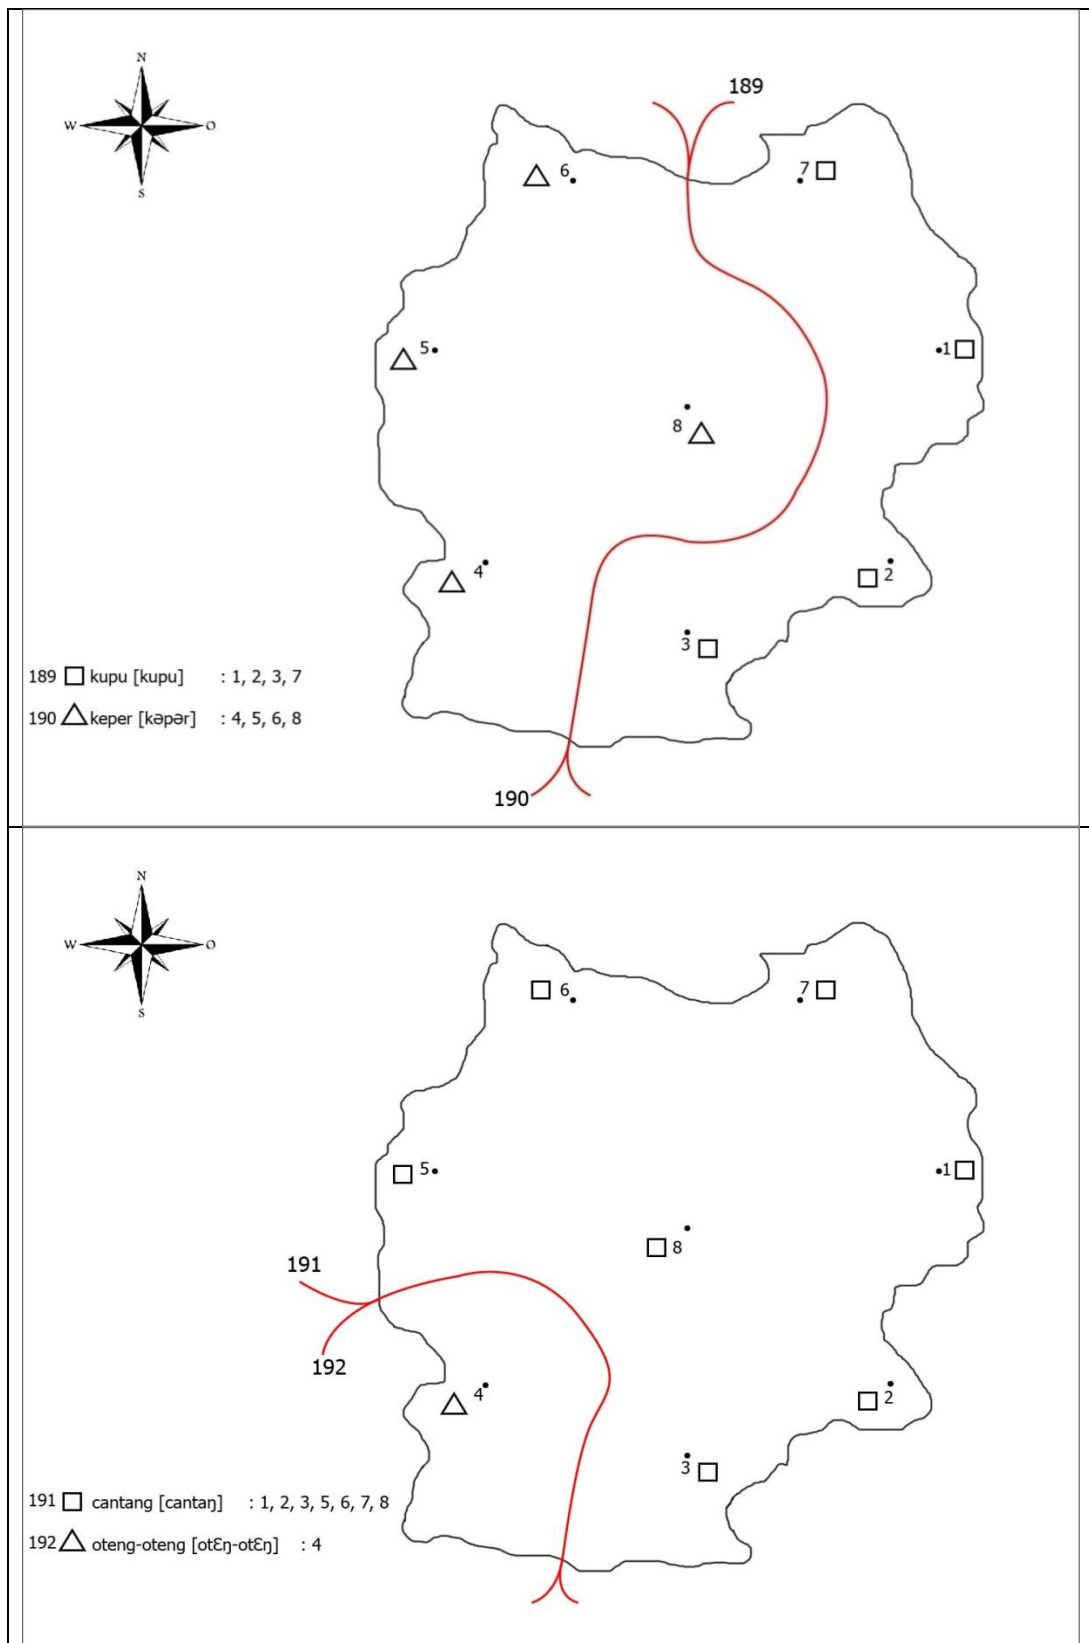 N
W O
S
189
6
7
5
1
8
4
2
3
189 kupu [kupu] : 1, 2, 3, 7
190 keper [kəpər] : 4, 5, 6, 8
190
N
W O
S
6
7
5
1
8
191
192
4
2
3
191 cantang [cantaŋ] : 1, 2, 3, 5, 6, 7, 8
192 oteng-oteng [otƐŋ-otƐŋ] : 4